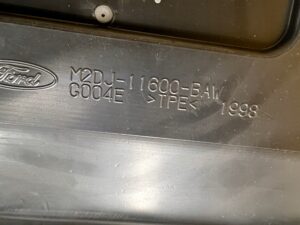 Ford
M2DJ-11600-BAW
G004E >TPE< 1998